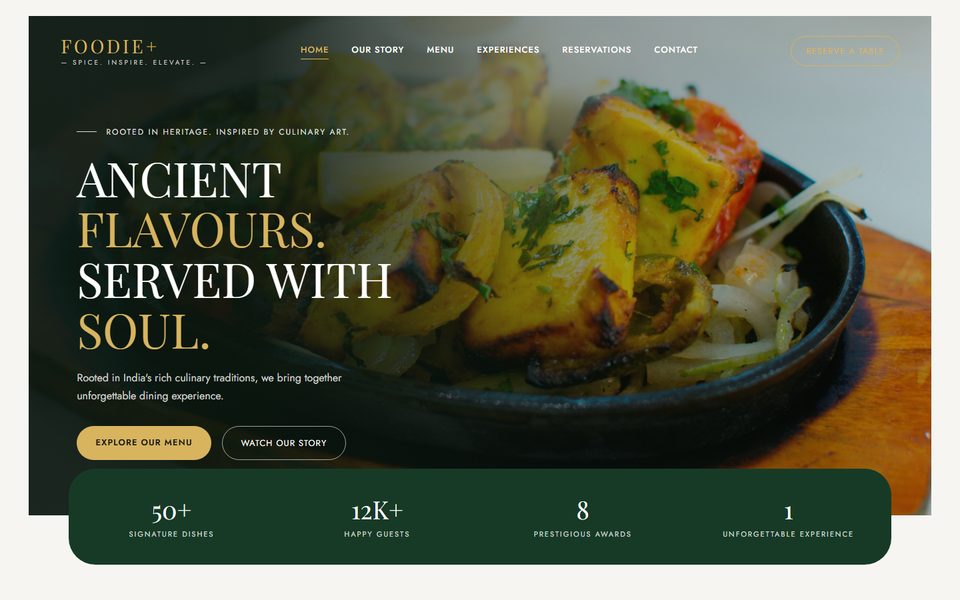 FOODIE+
— SPICE. INSPIRE. ELEVATE. —
HOME
OUR STORY
MENU
EXPERIENCES
RESERVATIONS
CONTACT
RESERVE A TABLE
ROOTED IN HERITAGE. INSPIRED BY CULINARY ART.
ANCIENT
FLAVOURS.
SERVED WITH
SOUL.
Rooted in India's rich culinary traditions, we bring together
unforgettable dining experience.
EXPLORE OUR MENU
WATCH OUR STORY
50+
SIGNATURE DISHES
12K+
HAPPY GUESTS
8
PRESTIGIOUS AWARDS
1
UNFORGETTABLE EXPERIENCE